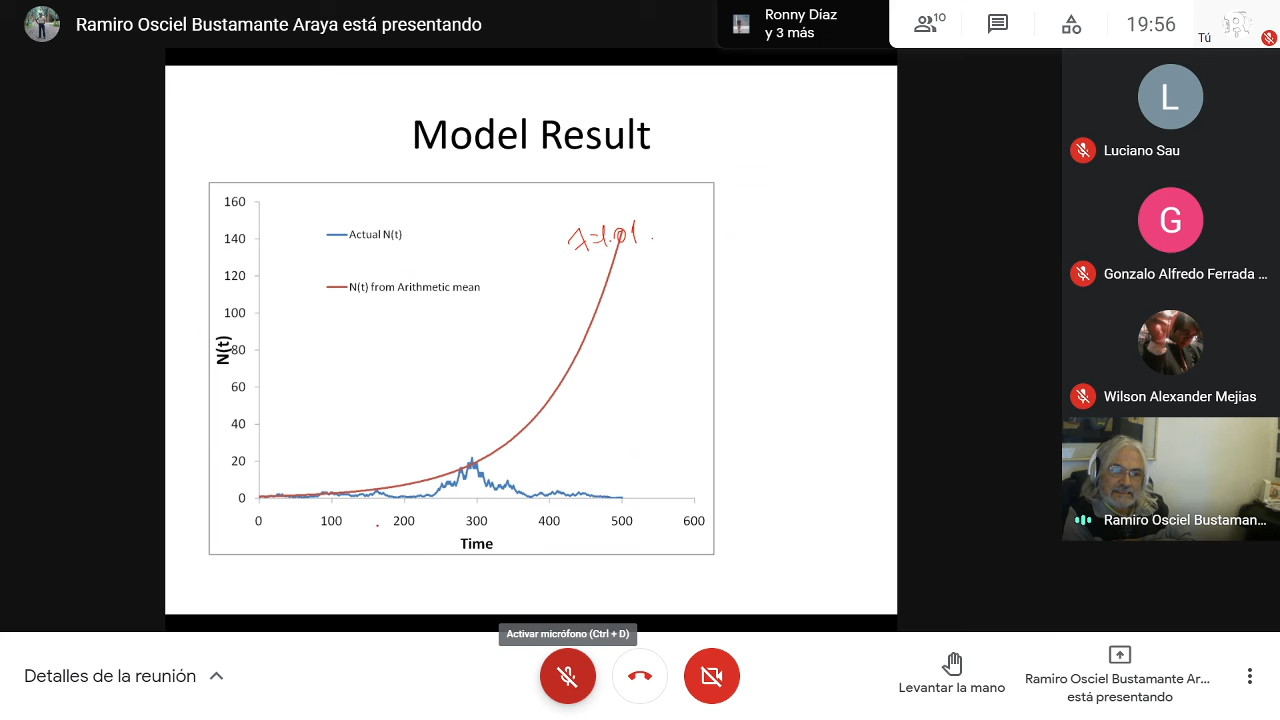 Ramiro Osciel Bustamante Araya está presentando
Ronny Díaz
y 3 más
10
19:56
Tú
Model Result
160
140
120
100
80
60
40
20
0
N(t)
Actual N(t)
N(t) from Arithmetic mean
λ=1.01
0 100 200 300 400 500 600
Time
L
Luciano Sau
G
Gonzalo Alfredo Ferrada ...
Wilson Alexander Mejias
Ramiro Osciel Bustaman...
Activar micrófono (Ctrl + D)
Detalles de la reunión
Levantar la mano
Ramiro Osciel Bustamante Ar...
está presentando